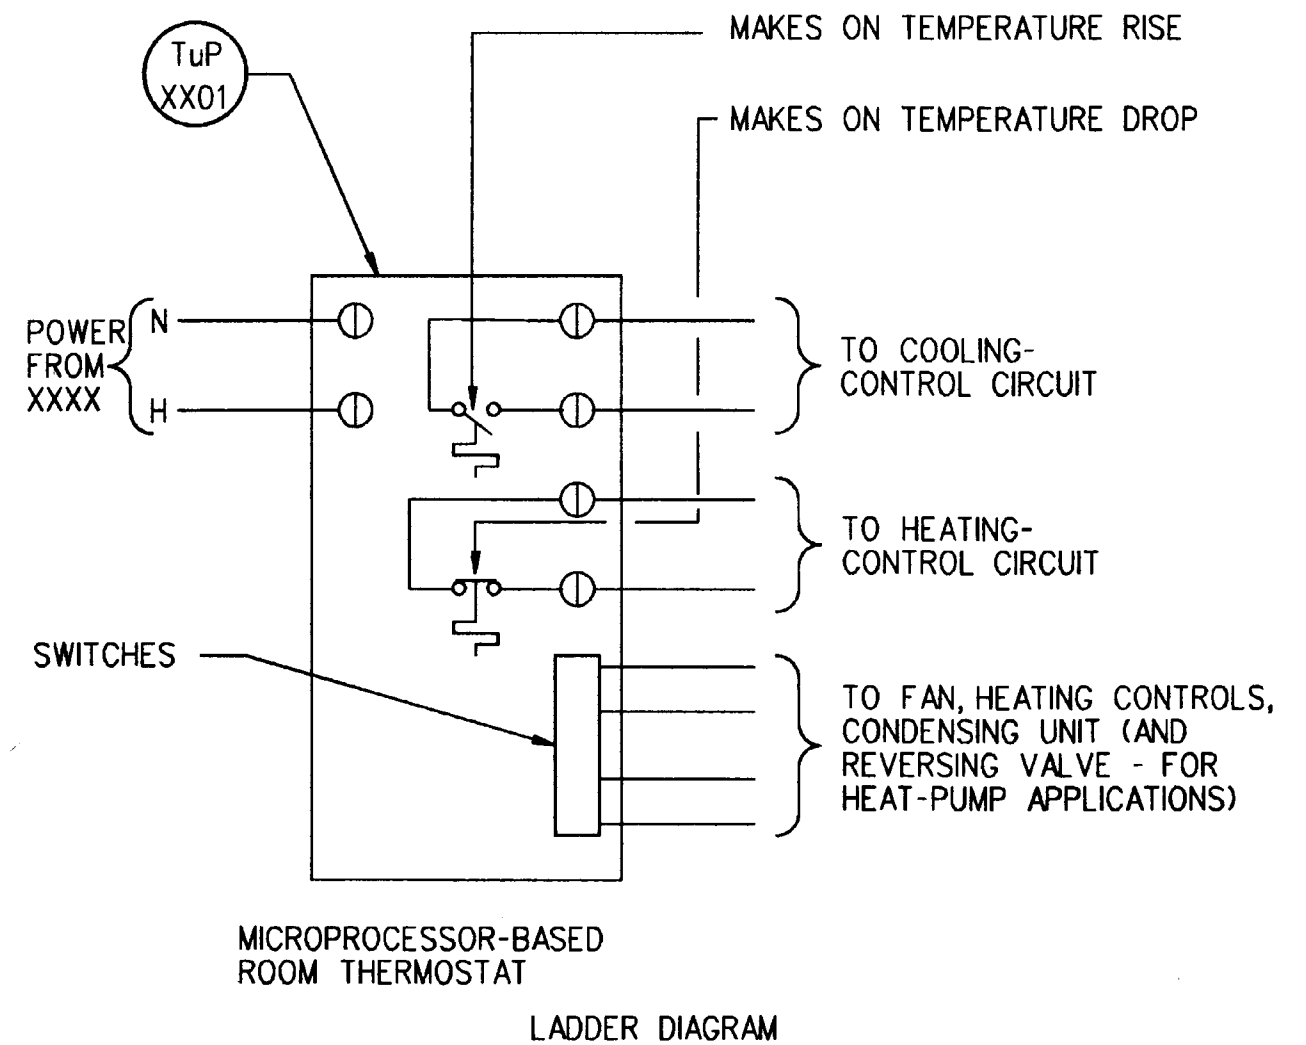 TuP
XX01
MAKES ON TEMPERATURE RISE
MAKES ON TEMPERATURE DROP
POWER
FROM
XXXX
N
H
TO COOLING-
CONTROL CIRCUIT
TO HEATING-
CONTROL CIRCUIT
SWITCHES
TO FAN, HEATING CONTROLS,
CONDENSING UNIT (AND
REVERSING VALVE - FOR
HEAT-PUMP APPLICATIONS)
MICROPROCESSOR-BASED
ROOM THERMOSTAT
LADDER DIAGRAM